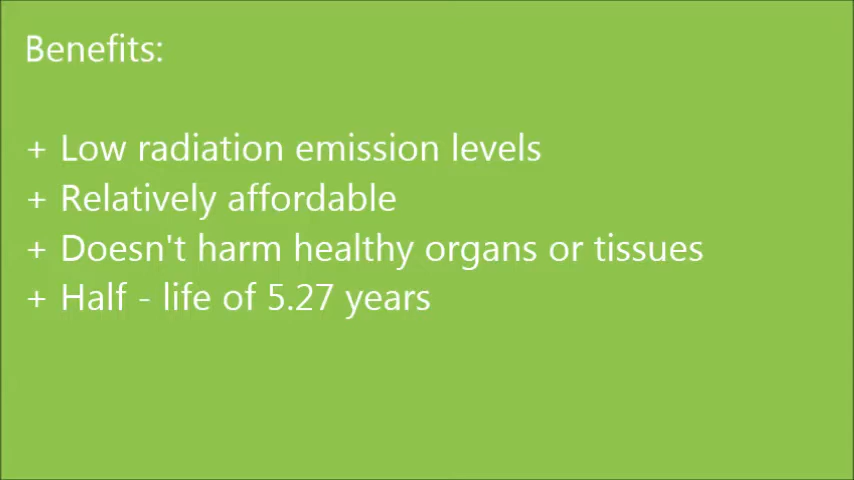 Benefits:
+ Low radiation emission levels
+ Relatively affordable
+ Doesn't harm healthy organs or tissues
+ Half - life of 5.27 years